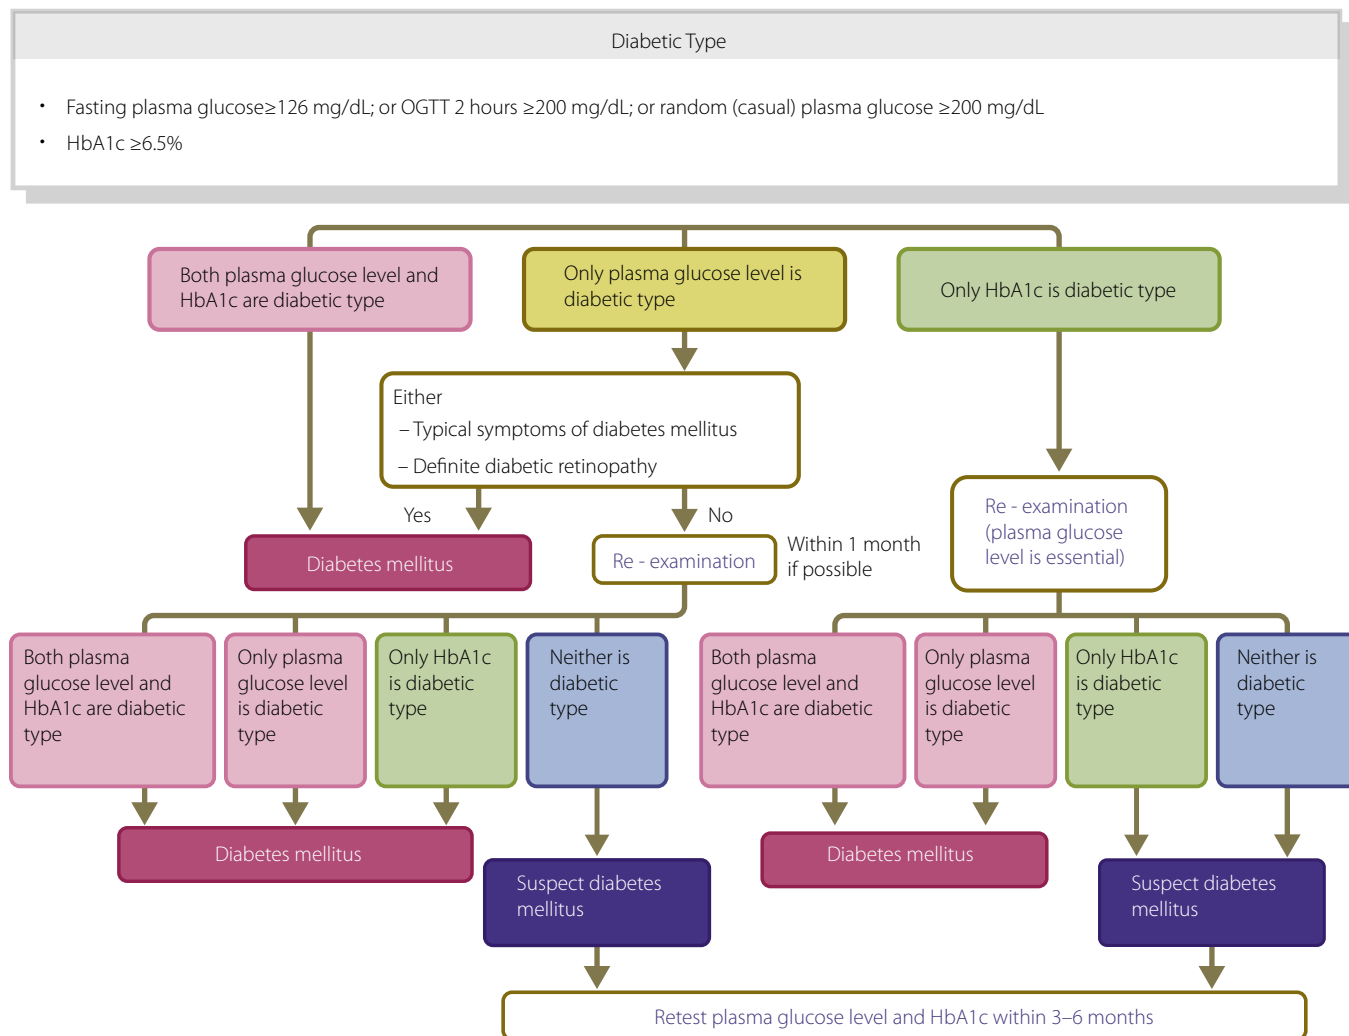 Diabetic Type
• Fasting plasma glucose≥126 mg/dL; or OGTT 2 hours ≥200 mg/dL; or random (casual) plasma glucose ≥200 mg/dL
• HbA1c ≥6.5%
Both plasma glucose level and
HbA1c are diabetic type
Only plasma glucose level is
diabetic type
Only HbA1c is diabetic type
Either
– Typical symptoms of diabetes mellitus
– Definite diabetic retinopathy
Yes
No
Diabetes mellitus
Re - examination
Within 1 month
if possible
Re - examination
(plasma glucose
level is essential)
Both plasma
glucose level and
HbA1c are diabetic
type
Only plasma
glucose level
is diabetic
type
Only HbA1c
is diabetic
type
Neither is
diabetic
type
Both plasma
glucose level and
HbA1c are diabetic
type
Only plasma
glucose level
is diabetic
type
Only HbA1c
is diabetic
type
Neither is
diabetic
type
Diabetes mellitus
Diabetes mellitus
Suspect diabetes
mellitus
Suspect diabetes
mellitus
Retest plasma glucose level and HbA1c within 3–6 months